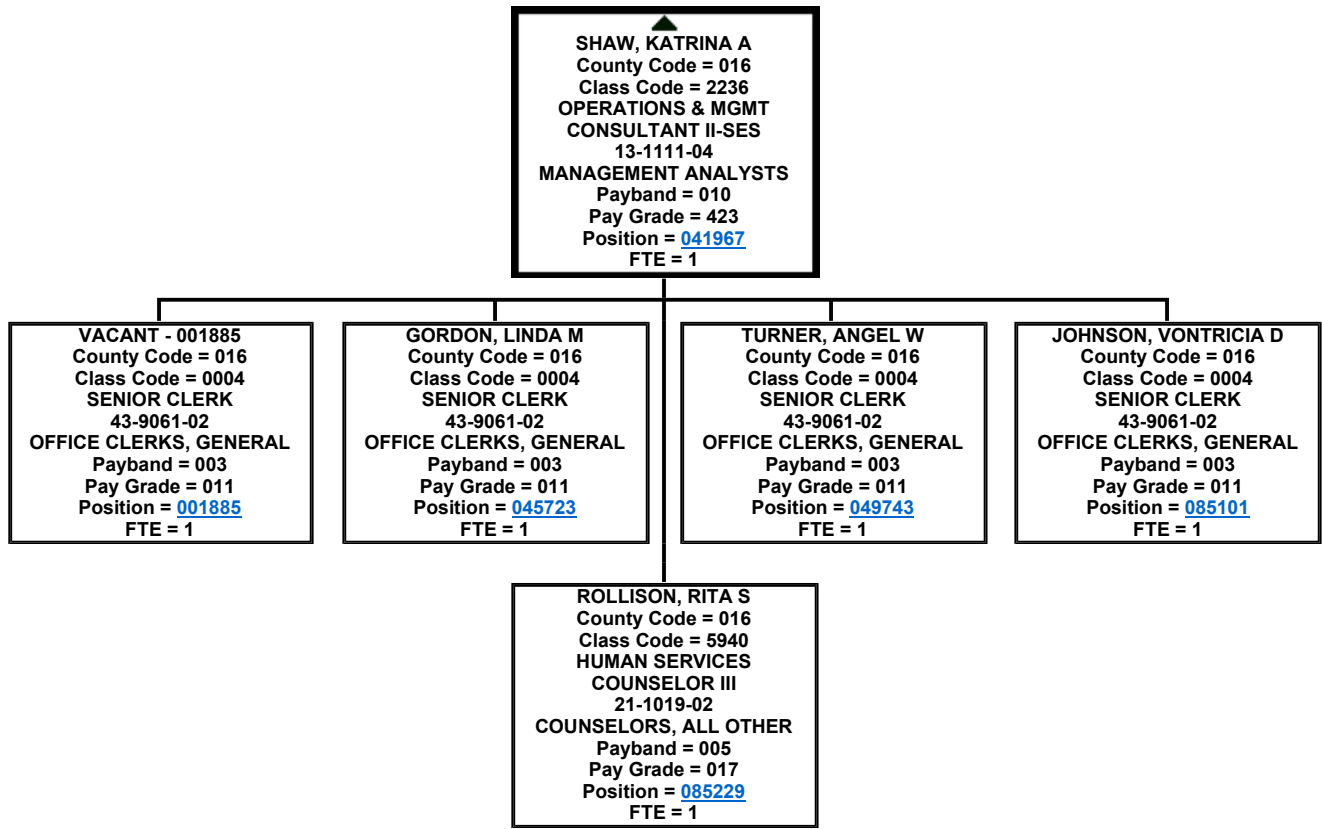 SHAW, KATRINA A
County Code = 016
Class Code = 2236
OPERATIONS & MGMT
CONSULTANT II-SES
13-1111-04
MANAGEMENT ANALYSTS
Payband = 010
Pay Grade = 423
Position = 041967
FTE = 1
VACANT - 001885
County Code = 016
Class Code = 0004
SENIOR CLERK
43-9061-02
OFFICE CLERKS, GENERAL
Payband = 003
Pay Grade = 011
Position = 001885
FTE = 1
GORDON, LINDA M
County Code = 016
Class Code = 0004
SENIOR CLERK
43-9061-02
OFFICE CLERKS, GENERAL
Payband = 003
Pay Grade = 011
Position = 045723
FTE = 1
TURNER, ANGEL W
County Code = 016
Class Code = 0004
SENIOR CLERK
43-9061-02
OFFICE CLERKS, GENERAL
Payband = 003
Pay Grade = 011
Position = 049743
FTE = 1
JOHNSON, VONTRICIA D
County Code = 016
Class Code = 0004
SENIOR CLERK
43-9061-02
OFFICE CLERKS, GENERAL
Payband = 003
Pay Grade = 011
Position = 085101
FTE = 1
ROLLISON, RITA S
County Code = 016
Class Code = 5940
HUMAN SERVICES
COUNSELOR III
21-1019-02
COUNSELORS, ALL OTHER
Payband = 005
Pay Grade = 017
Position = 085229
FTE = 1